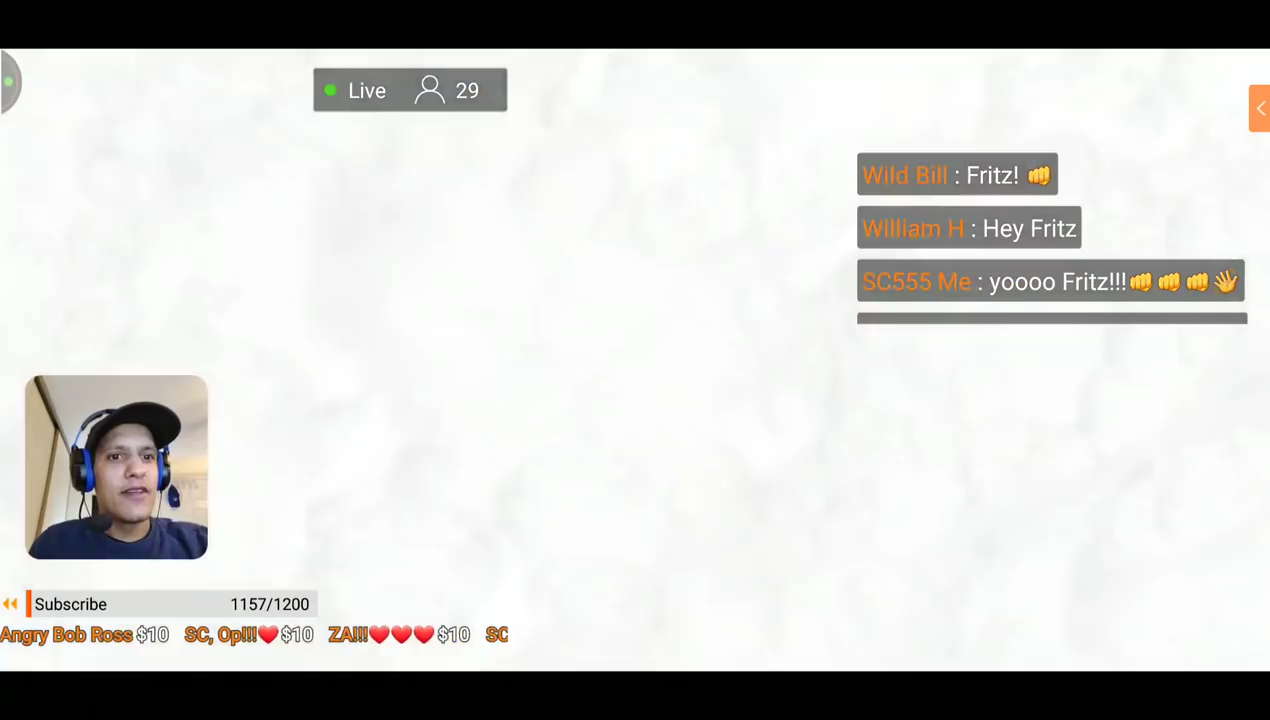 Live 29
Wild Bill : Fritz! 👊
WIlliam H : Hey Fritz
SC555 Me : yoooo Fritz!!!👊👊👊👋
Subscribe 1157/1200
Angry Bob Ross $10 SC, Op!!!❤️$10 ZA!!!❤️❤️❤️$10 SC